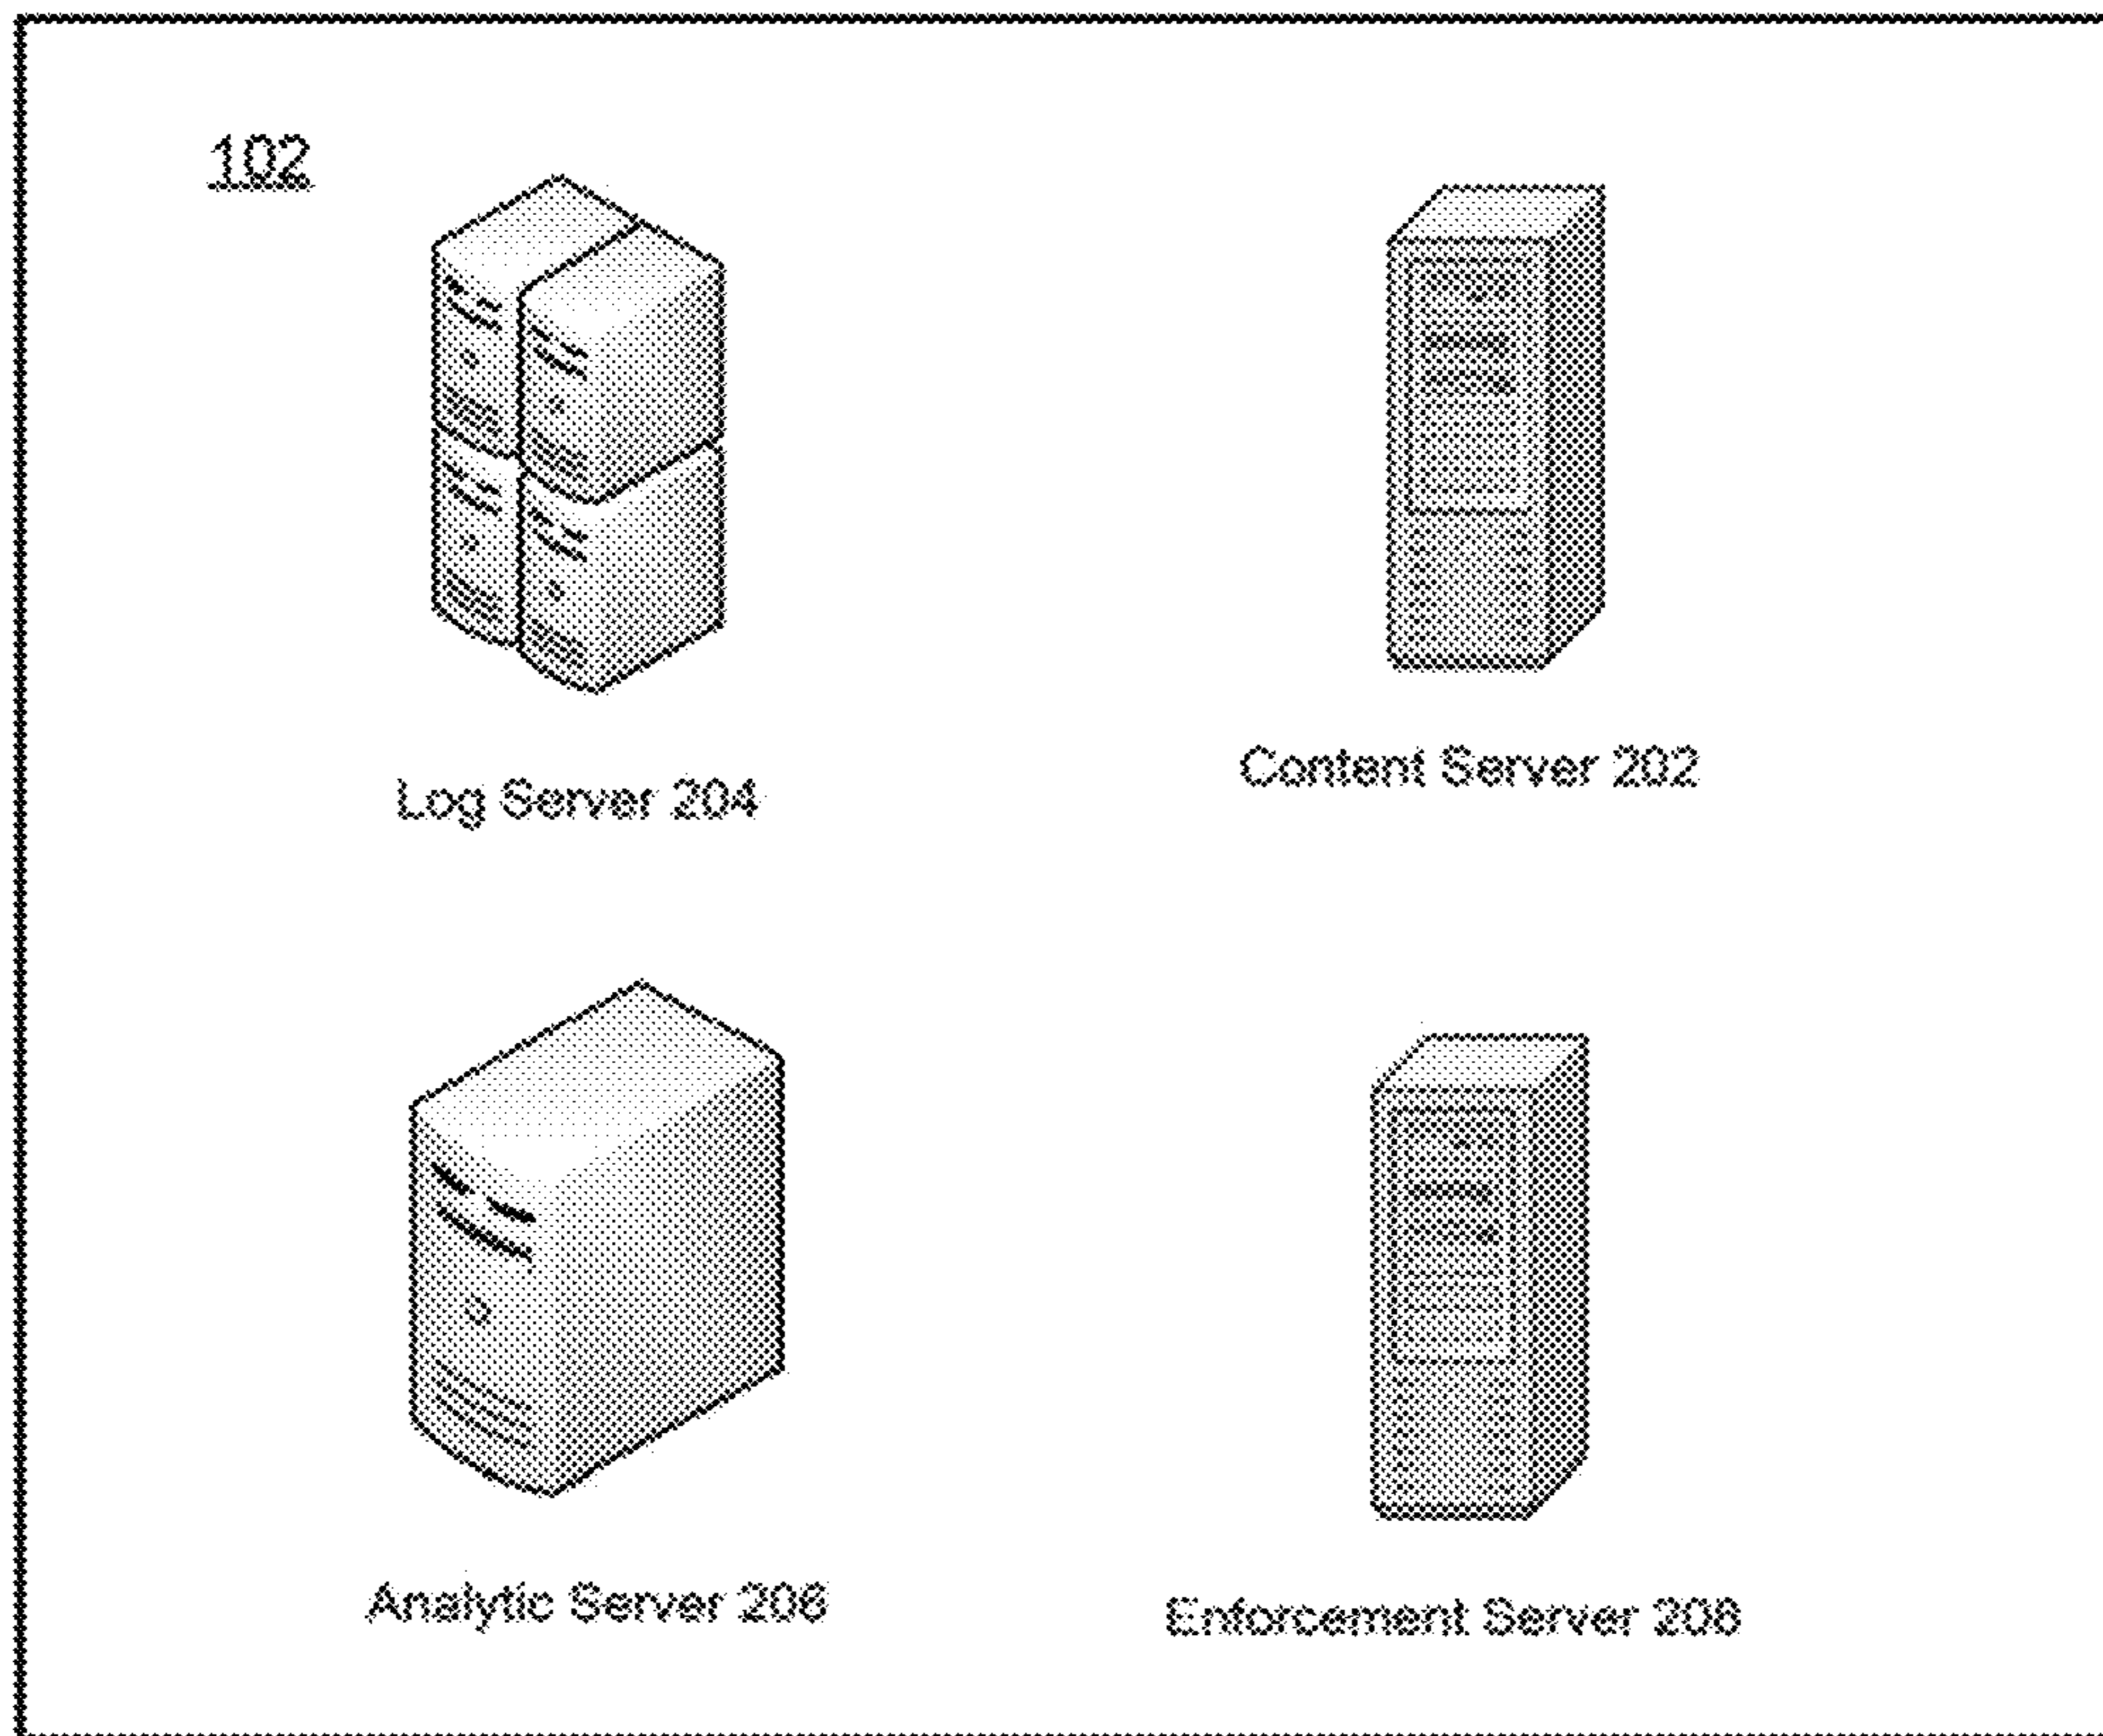 102
Log Server 204
Content Server 202
Analytic Server 206
Enforcement Server 208